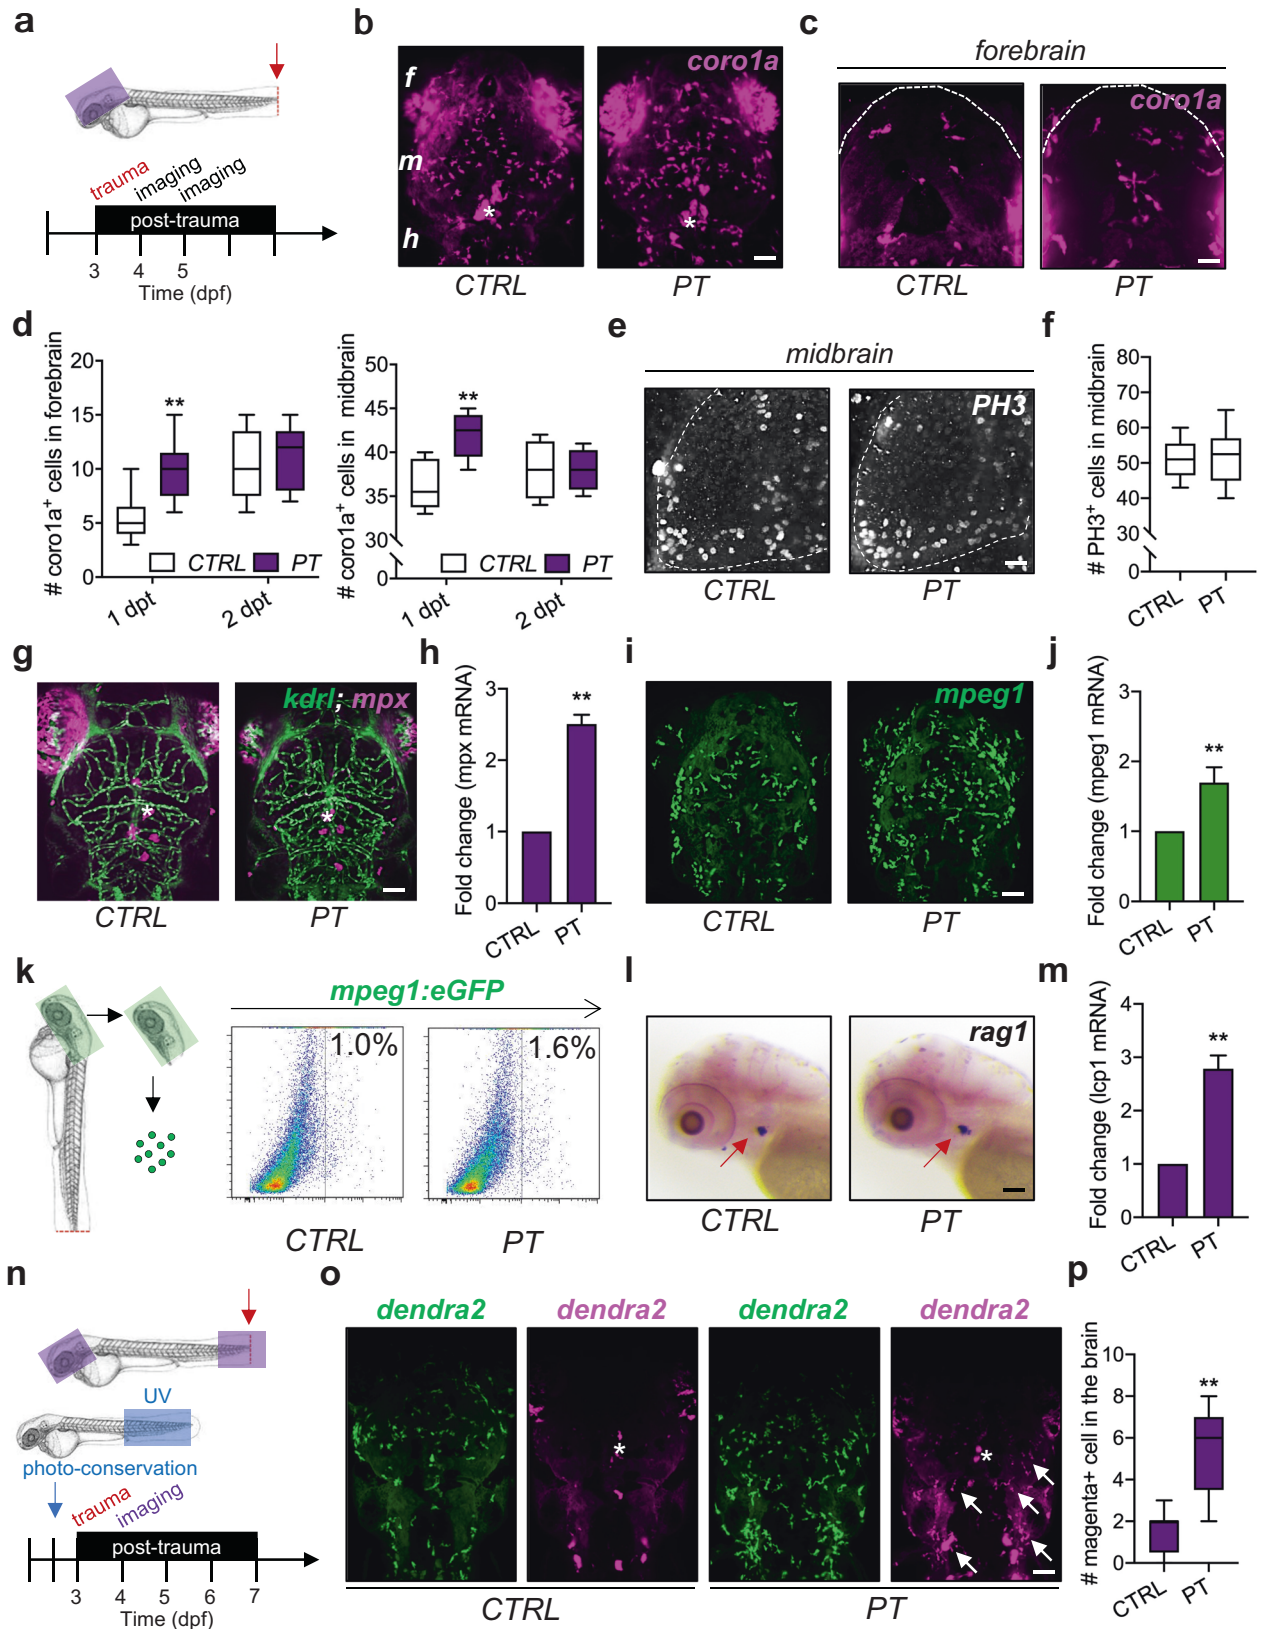 a
trauma
imaging
imaging
post-trauma
3 4 5
Time (dpf)
b
f
m
h
coro1a
*
*
CTRL PT
c
forebrain
coro1a
CTRL PT
d
# coro1a+ cells in forebrain
20
15
10
5
0
**
CTRL PT
1 dpt 2 dpt
# coro1a+ cells in midbrain
50
45
40
35
30
0
**
CTRL PT
1 dpt 2 dpt
e
midbrain
PH3
CTRL PT
f
# PH3+ cells in midbrain
80
70
60
50
40
30
0
CTRL PT
g
kdrl; mpx
*
*
CTRL PT
h
Fold change (mpx mRNA)
3
2
1
0
**
CTRL PT
i
mpeg1
CTRL PT
j
Fold change (mpeg1 mRNA)
3
2
1
0
**
CTRL PT
k
mpeg1:eGFP
1.0% 1.6%
CTRL PT
l
rag1
CTRL PT
m
Fold change (lcp1 mRNA)
4
3
2
1
0
**
CTRL PT
n
UV
photo-conservation
trauma
imaging
post-trauma
3 4 5 6 7
Time (dpf)
o
dendra2 dendra2 dendra2 dendra2
*
*
CTRL PT
p
# magenta+ cell in the brain
10
8
6
4
2
0
**
CTRL PT